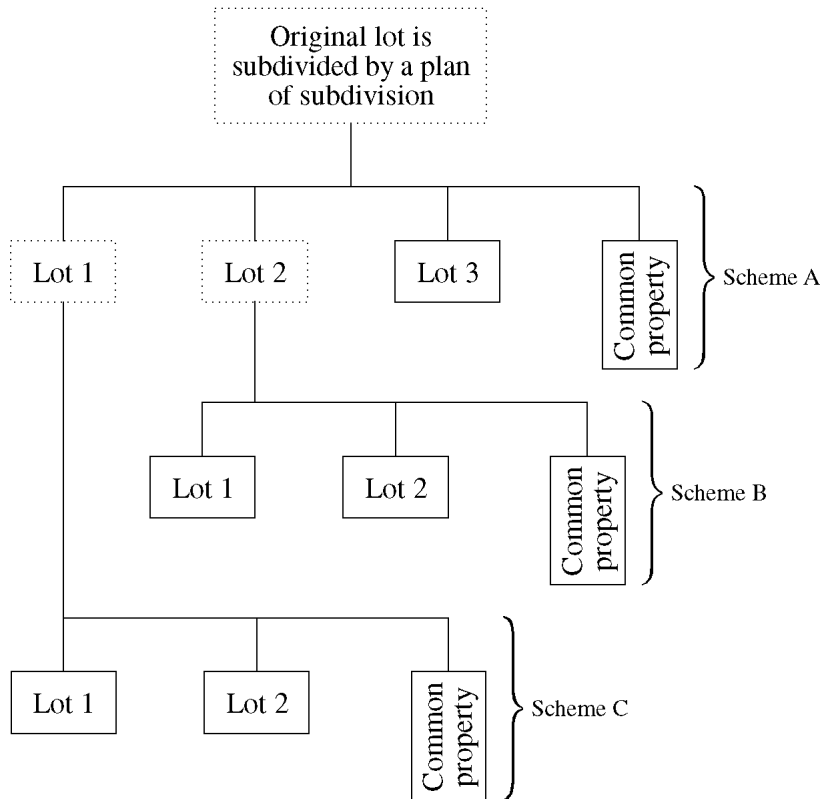 Original lot is
subdivided by a plan
of subdivision
Lot 1
Lot 2
Lot 3
Common
property
Scheme A
Lot 1
Lot 2
Common
property
Scheme B
Lot 1
Lot 2
Common
property
Scheme C